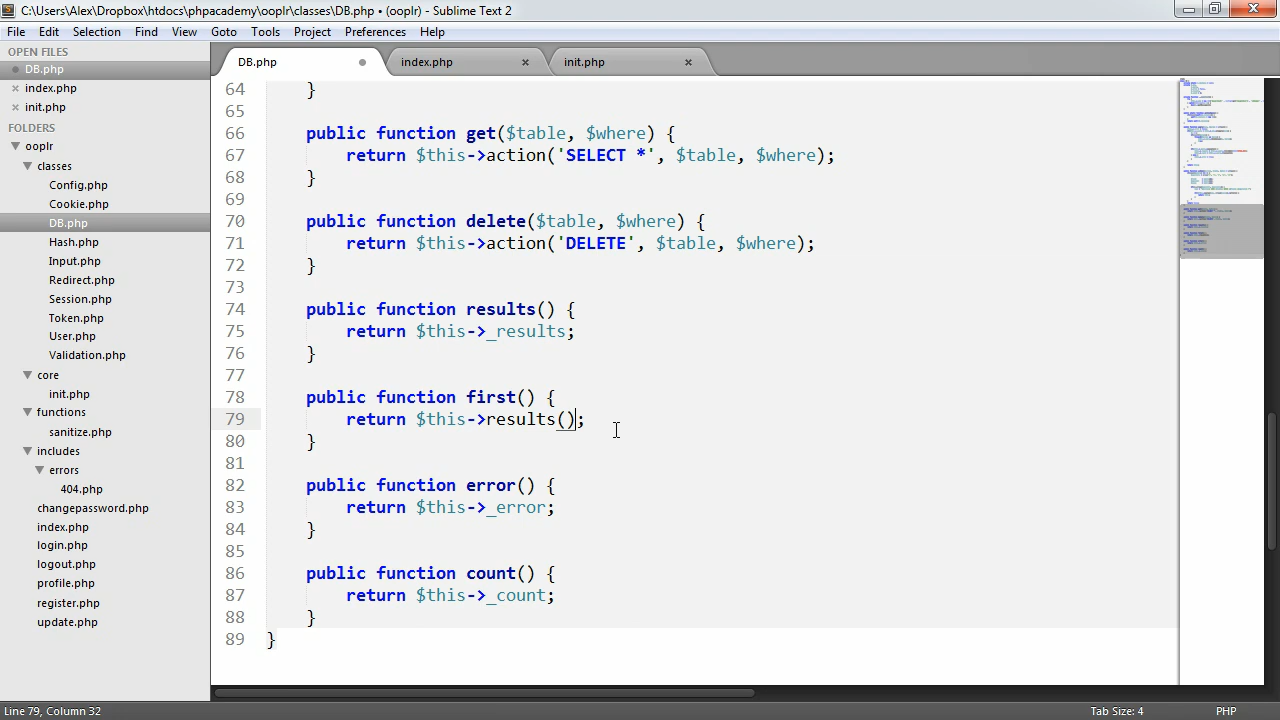 C:\Users\Alex\Dropbox\htdocs\phpacademy\ooplr\classes\DB.php • (ooplr) - Sublime Text 2
File Edit Selection Find View Goto Tools Project Preferences Help
OPEN FILES
DB.php
index.php
init.php
FOLDERS
ooplr
classes
Config.php
Cookie.php
DB.php
Hash.php
Input.php
Redirect.php
Session.php
Token.php
User.php
Validation.php
core
init.php
functions
sanitize.php
includes
errors
404.php
changepassword.php
index.php
login.php
logout.php
profile.php
register.php
update.php
DB.php index.php init.php
64 }
65
66 public function get($table, $where) {
67 return $this->action('SELECT *', $table, $where);
68 }
69
70 public function delete($table, $where) {
71 return $this->action('DELETE', $table, $where);
72 }
73
74 public function results() {
75 return $this->_results;
76 }
77
78 public function first() {
79 return $this->results();
80 }
81
82 public function error() {
83 return $this->_error;
84 }
85
86 public function count() {
87 return $this->_count;
88 }
89 }
Line 79, Column 32 Tab Size: 4 PHP